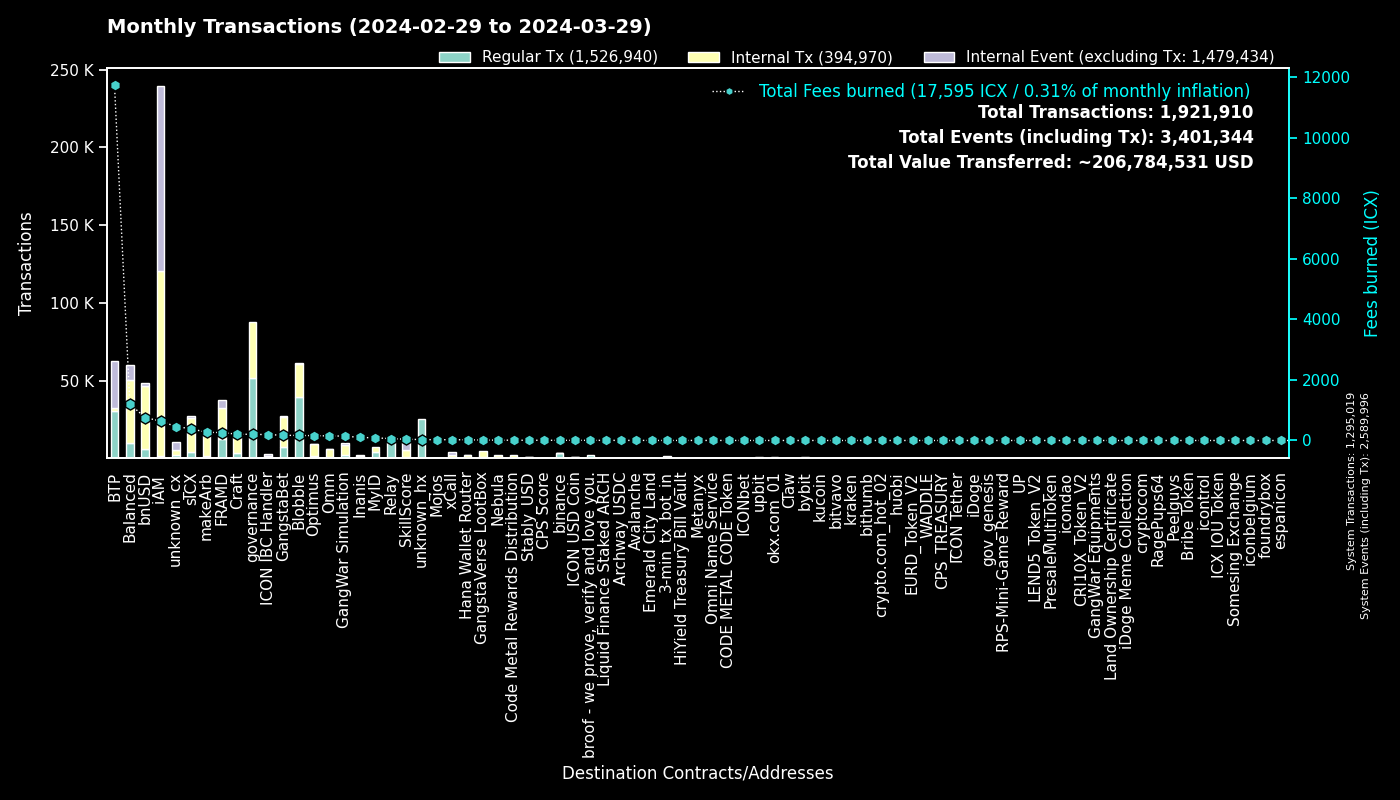 Monthly Transactions (2024-02-29 to 2024-03-29)
Regular Tx (1,526,940)
Internal Tx (394,970)
Internal Event (excluding Tx: 1,479,434)
Total Fees burned (17,595 ICX / 0.31% of monthly inflation)
Total Transactions: 1,921,910
Total Events (including Tx): 3,401,344
Total Value Transferred: ~206,784,531 USD
Transactions
250 K
200 K
150 K
100 K
50 K
12000
10000
8000
6000
4000
2000
0
Fees burned (ICX)
System Transactions: 1,295,019
System Events (including Tx): 2,589,996
BTP
Balanced
bnUSD
iAM
unknown_cx
sICX
makeArb
FRAMD
Craft
governance
ICON IBC Handler
GangstaBet
Blobble
Optimus
Omm
GangWar Simulation
Inanis
MyID
Relay
SkillScore
unknown_hx
Mojos
xCall
Hana Wallet Router
GangstaVerse LootBox
Nebula
Code Metal Rewards Distribution
Stably_USD
CPS Score
binance
ICON USD Coin
broof - we prove, verify and love you.
Liquid Finance Staked ARCH
Archway USDC
Avalanche
Emerald City Land
3-min_tx_bot_in
HiYield Treasury Bill Vault
Metanyx
Omni Name Service
CODE METAL CODE Token
ICONbet
upbit
okx.com_01
Claw
bybit
kucoin
bitvavo
kraken
bithumb
crypto.com_hot_02
huobi
EURD_Token_V2
WADDLE
CPS_TREASURY
ICON Tether
iDoge
gov_genesis
RPS-Mini-Game Reward
UP
LEND5_Token_V2
PresaleMultiToken
icondao
CRI10X_Token_V2
GangWar Equipments
Land Ownership Certificate
iDoge Meme Collection
cryptocom
RagePups64
Peelguys
Bribe Token
icontrol
ICX IOU Token
Somesing Exchange
iconbelgium
foundrybox
espanicon
Destination Contracts/Addresses